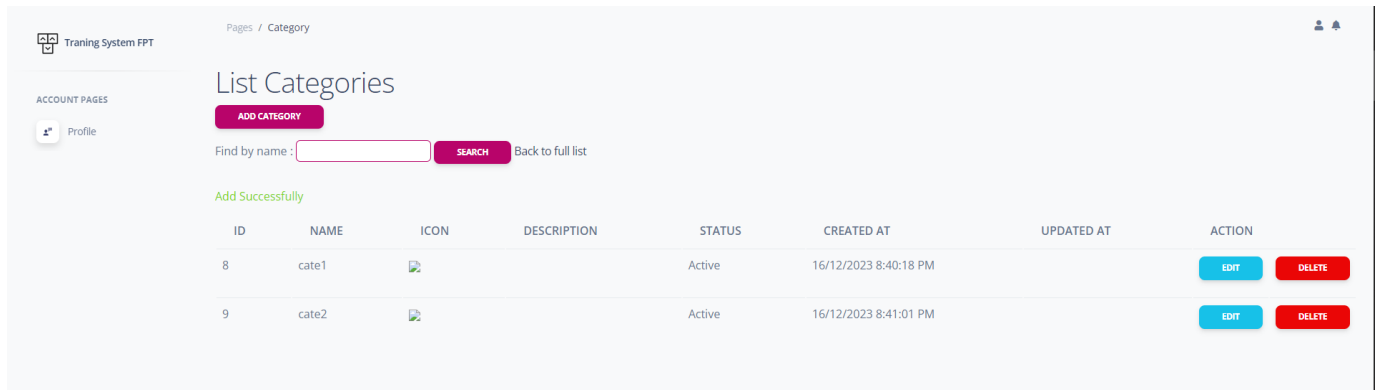 Traning System FPT
Pages / Category
ACCOUNT PAGES
Profile
List Categories
ADD CATEGORY
Find by name : SEARCH Back to full list
Add Successfully
ID NAME ICON DESCRIPTION STATUS CREATED AT UPDATED AT ACTION
8 cate1 Active 16/12/2023 8:40:18 PM EDIT DELETE
9 cate2 Active 16/12/2023 8:41:01 PM EDIT DELETE